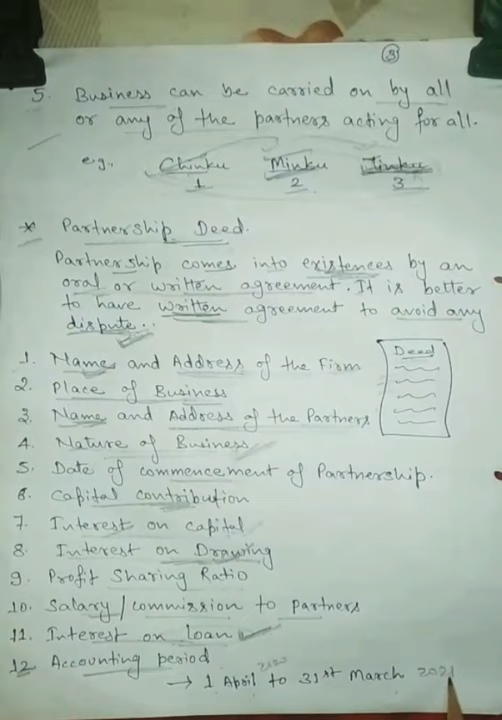 3
5. Business can be carried on by all
or any of the partners acting for all.
e.g., Chinku Minku Tinku
1 2 3
* Partnership Deed.
Partnership comes into existences by an
oral or written agreement. It is better
to have written agreement to avoid any
dispute..
Deed
1. Name and Address of the Firm
2. Place of Business
3. Name and Address of the Partners
4. Nature of Business
5. Date of commencement of Partnership.
6. Capital contribution
7. Interest on capital
8. Interest on Drawing
9. Profit Sharing Ratio
10. Salary/commission to partners
11. Interest on loan
12. Accounting period
→ 1 April 2020 to 31st March 2021